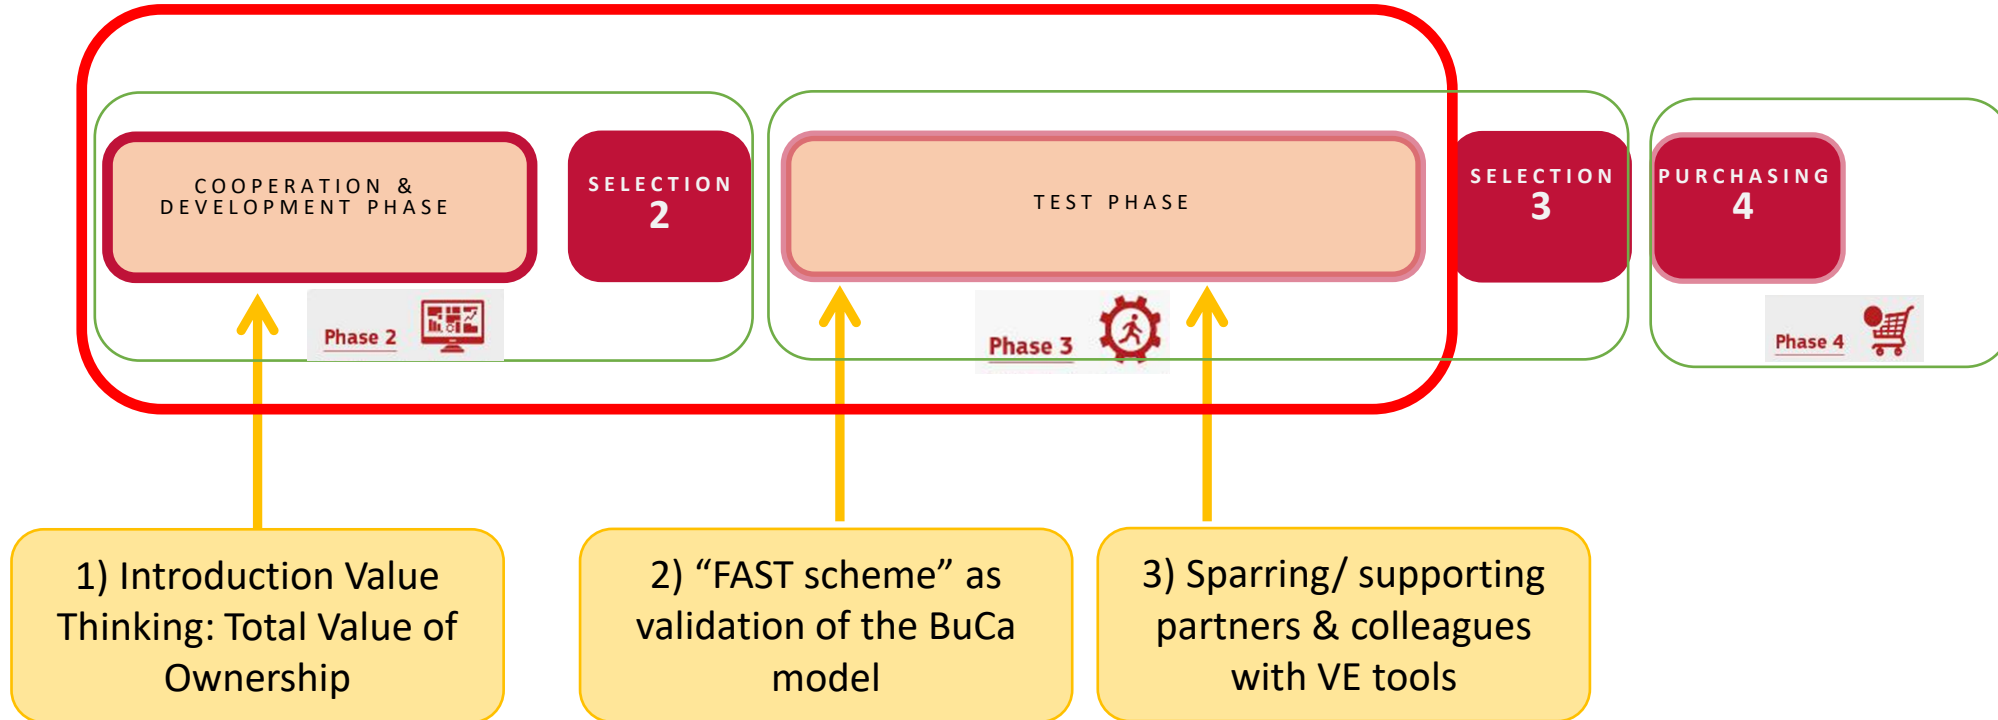 COOPERATION &
DEVELOPMENT PHASE
SELECTION
2
TEST PHASE
SELECTION
3
PURCHASING
4
Phase 2
Phase 3
Phase 4
1) Introduction Value
Thinking: Total Value of
Ownership
2) “FAST scheme” as
validation of the BuCa
model
3) Sparring/ supporting
partners & colleagues
with VE tools